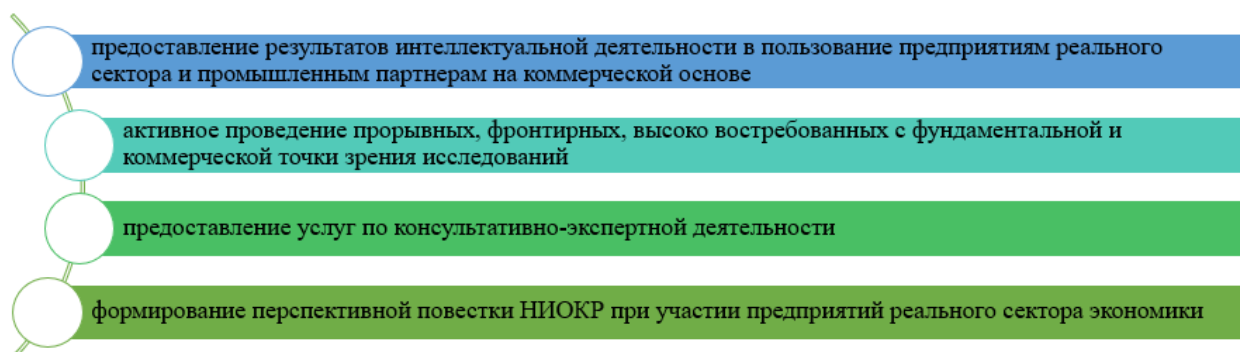 предоставление результатов интеллектуальной деятельности в пользование предприятиям реального
сектора и промышленным партнерам на коммерческой основе
активное проведение прорывных, фронтирных, высоко востребованных с фундаментальной и
коммерческой точки зрения исследований
предоставление услуг по консультативно-экспертной деятельности
формирование перспективной повестки НИОКР при участии предприятий реального сектора экономики